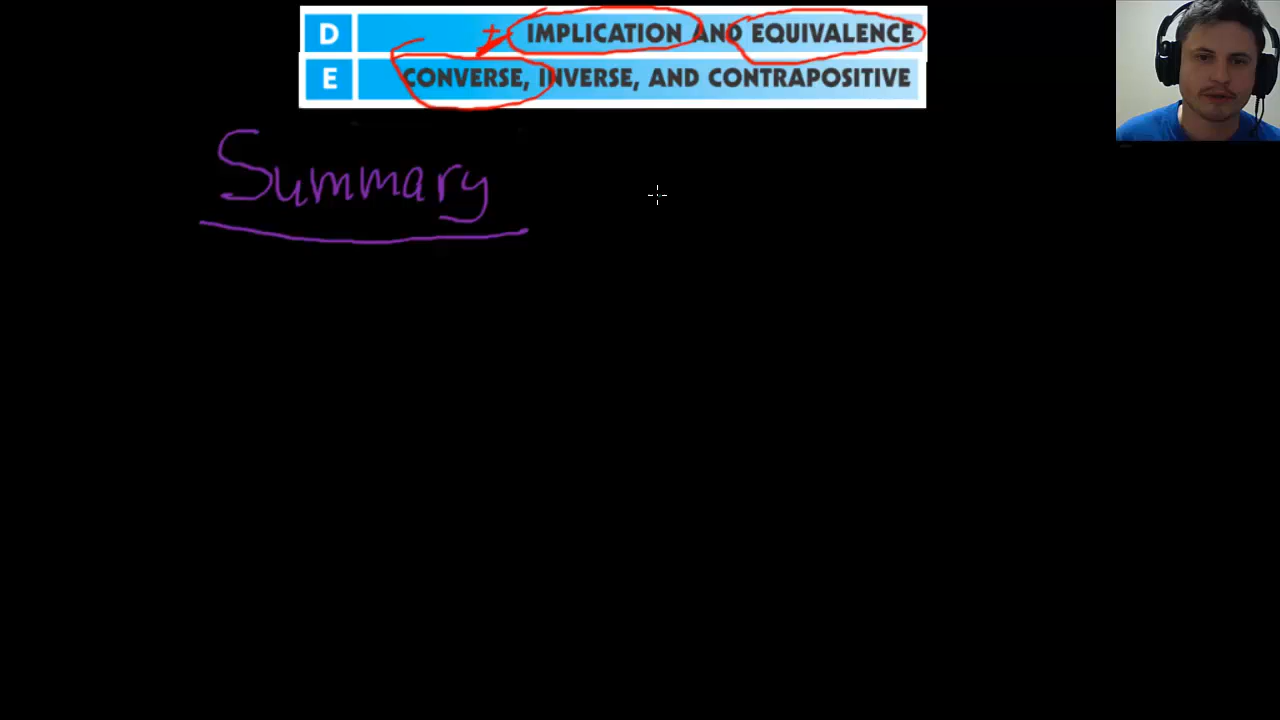 D IMPLICATION AND EQUIVALENCE
E CONVERSE, INVERSE, AND CONTRAPOSITIVE
Summary